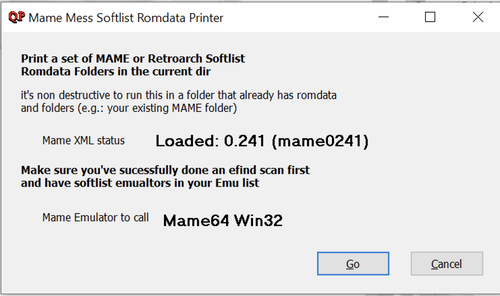 QP Mame Mess Softlist Romdata Printer
Print a set of MAME or Retroarch Softlist
Romdata Folders in the current dir
it's non destructive to run this in a folder that already has romdata
and folders (e.g.: your existing MAME folder)
Mame XML status Loaded: 0.241 (mame0241)
Make sure you've sucessfully done an efind scan first
and have softlist emualtors in your Emu list
Mame Emulator to call Mame64 Win32
Go Cancel